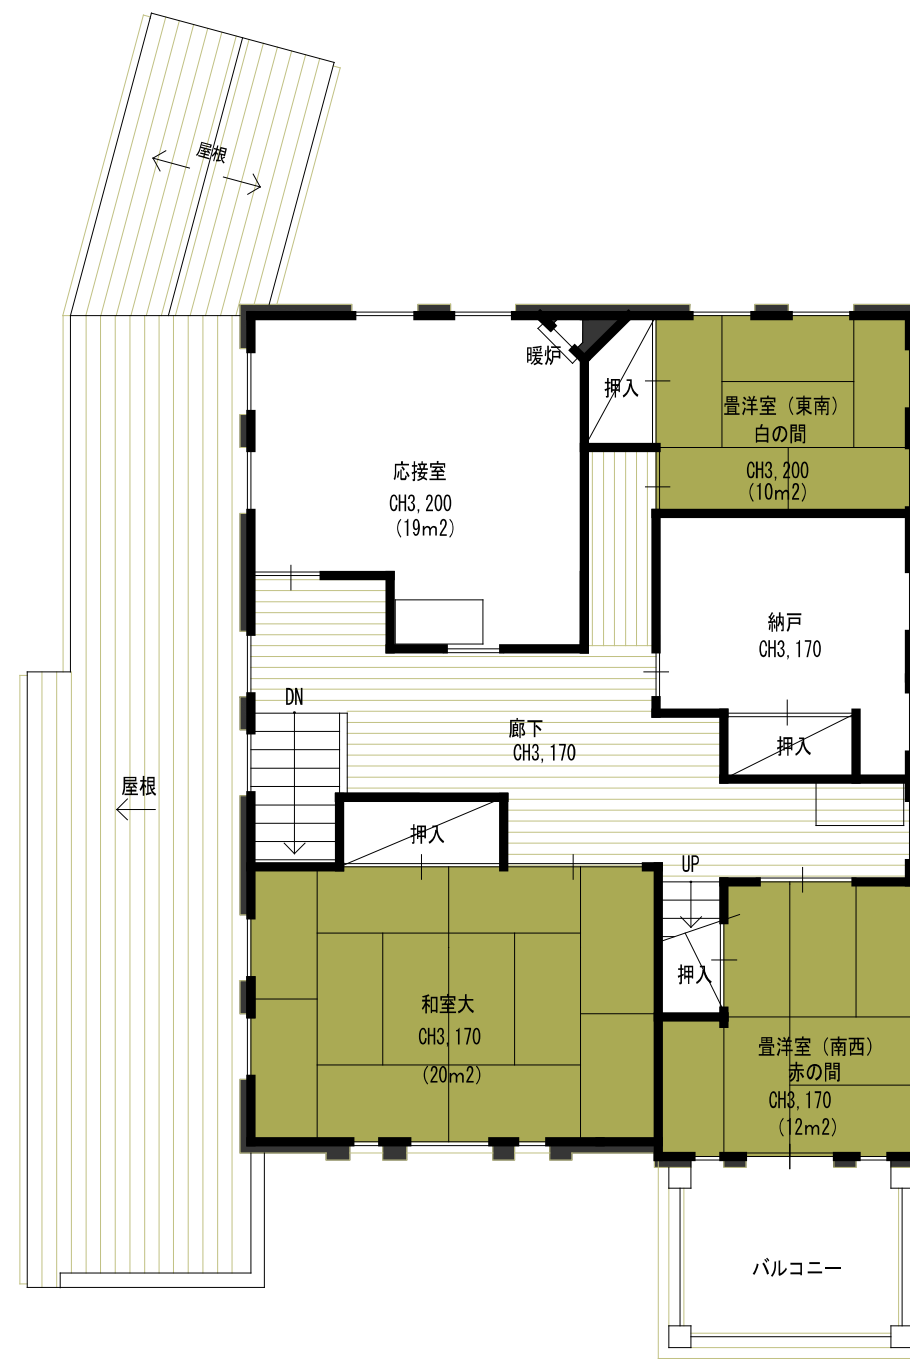 屋根
暖炉
押入
畳洋室（東南）
白の間
CH3,200
(10m2)
応接室
CH3,200
(19m2)
納戸
CH3,170
押入
DN
廊下
CH3,170
屋根
押入
UP
押入
和室大
CH3,170
(20m2)
畳洋室（南西）
赤の間
CH3,170
(12m2)
バルコニー